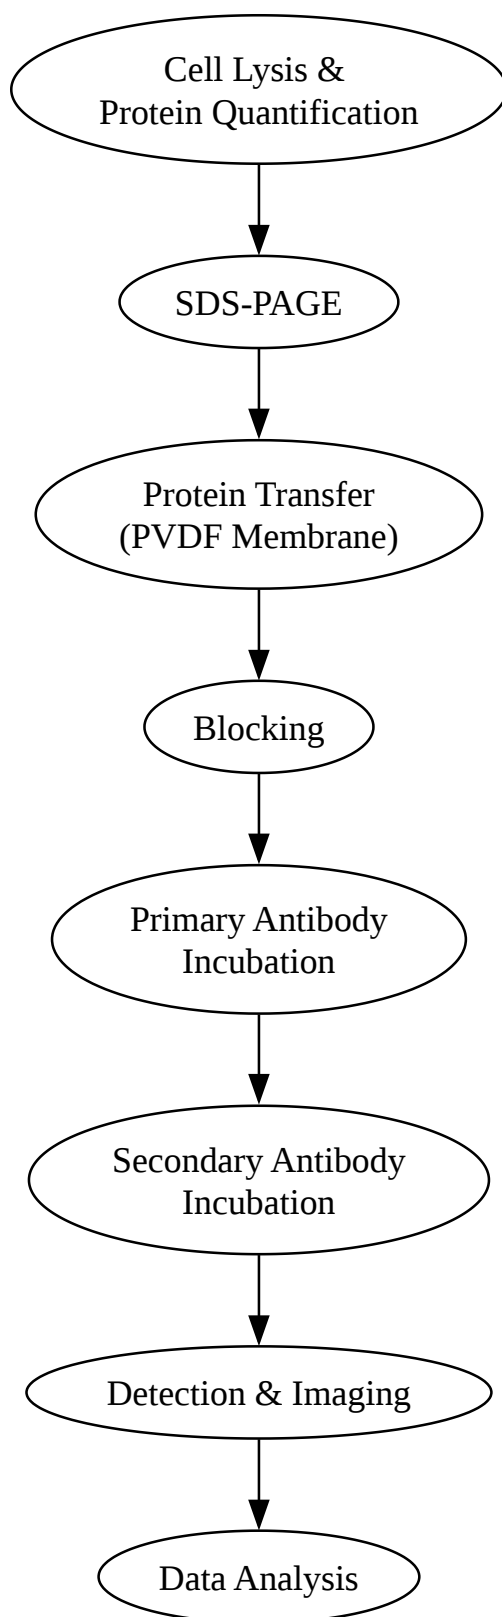 Cell Lysis &
Protein Quantification
SDS-PAGE
Protein Transfer
(PVDF Membrane)
Blocking
Primary Antibody
Incubation
Secondary Antibody
Incubation
Detection & Imaging
Data Analysis